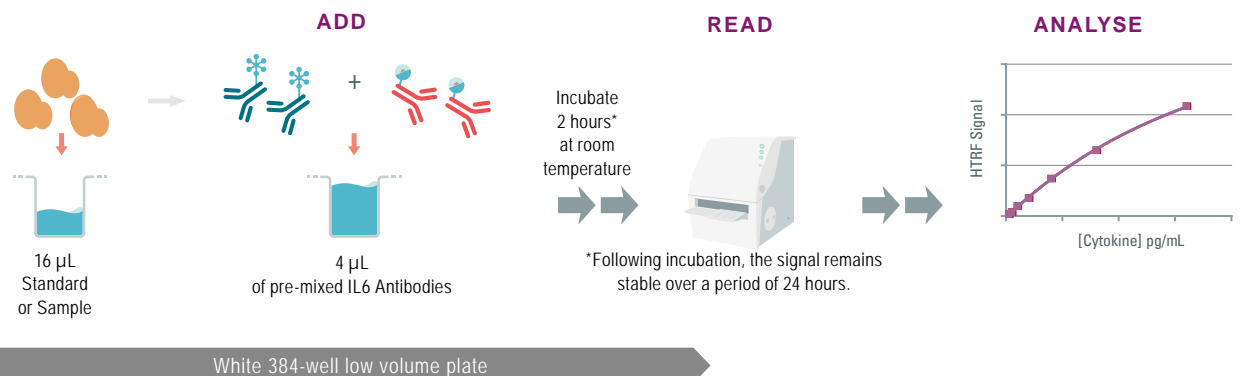 ADD
READ
ANALYSE
+
Incubate
2 hours*
at room
temperature
HTRF Signal
[Cytokine] pg/mL
16 µL
Standard
or Sample
4 µL
of pre-mixed IL6 Antibodies
*Following incubation, the signal remains
stable over a period of 24 hours.
White 384-well low volume plate